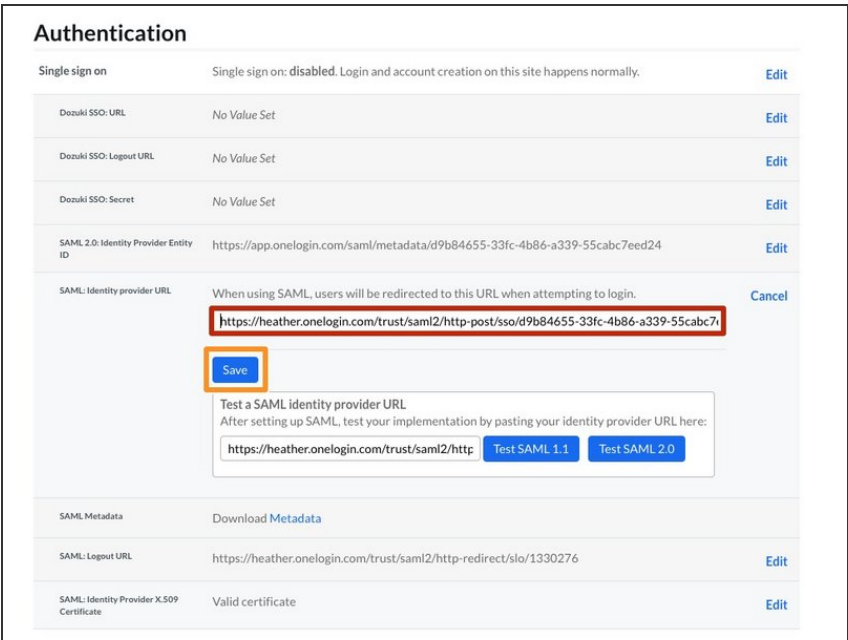 Authentication
Single sign on
Single sign on: disabled. Login and account creation on this site happens normally.
Edit
Dozuki SSO: URL
No Value Set
Edit
Dozuki SSO: Logout URL
No Value Set
Edit
Dozuki SSO: Secret
No Value Set
Edit
SAML 2.0: Identity Provider Entity
ID
https://app.onelogin.com/saml/metadata/d9b84655-33fc-4b86-a339-55cabc7eed24
Edit
SAML: Identity provider URL
When using SAML, users will be redirected to this URL when attempting to login.
Cancel
https://heather.onelogin.com/trust/saml2/http-post/sso/d9b84655-33fc-4b86-a339-55cabc7
Save
Test a SAML identity provider URL
After setting up SAML, test your implementation by pasting your identity provider URL here:
https://heather.onelogin.com/trust/saml2/http
Test SAML 1.1
Test SAML 2.0
SAML Metadata
Download Metadata
SAML: Logout URL
https://heather.onelogin.com/trust/saml2/http-redirect/slo/1330276
Edit
SAML: Identity Provider X.509
Certificate
Valid certificate
Edit